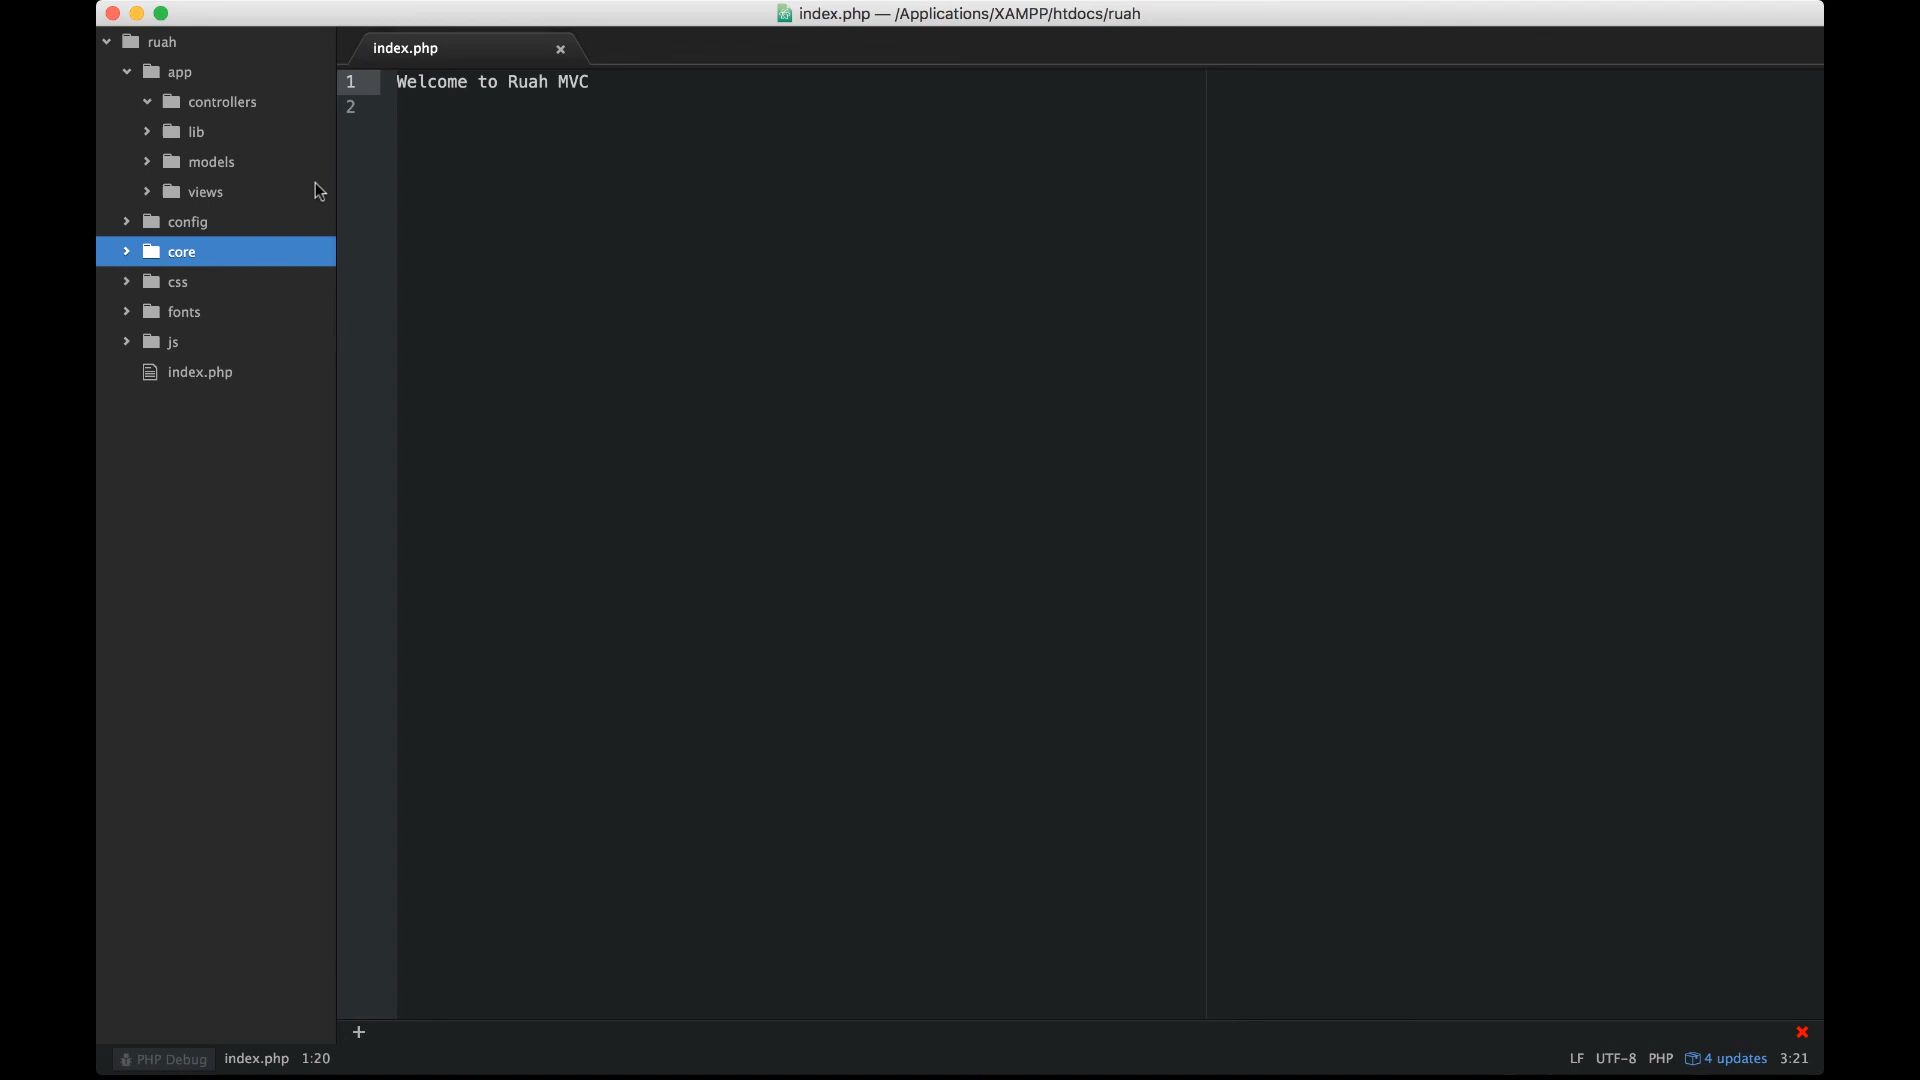 index.php — /Applications/XAMPP/htdocs/ruah
ruah
app
controllers
lib
models
views
config
core
css
fonts
js
index.php
index.php
1 Welcome to Ruah MVC
2
PHP Debug index.php 1:20
LF UTF-8 PHP 4 updates 3:21